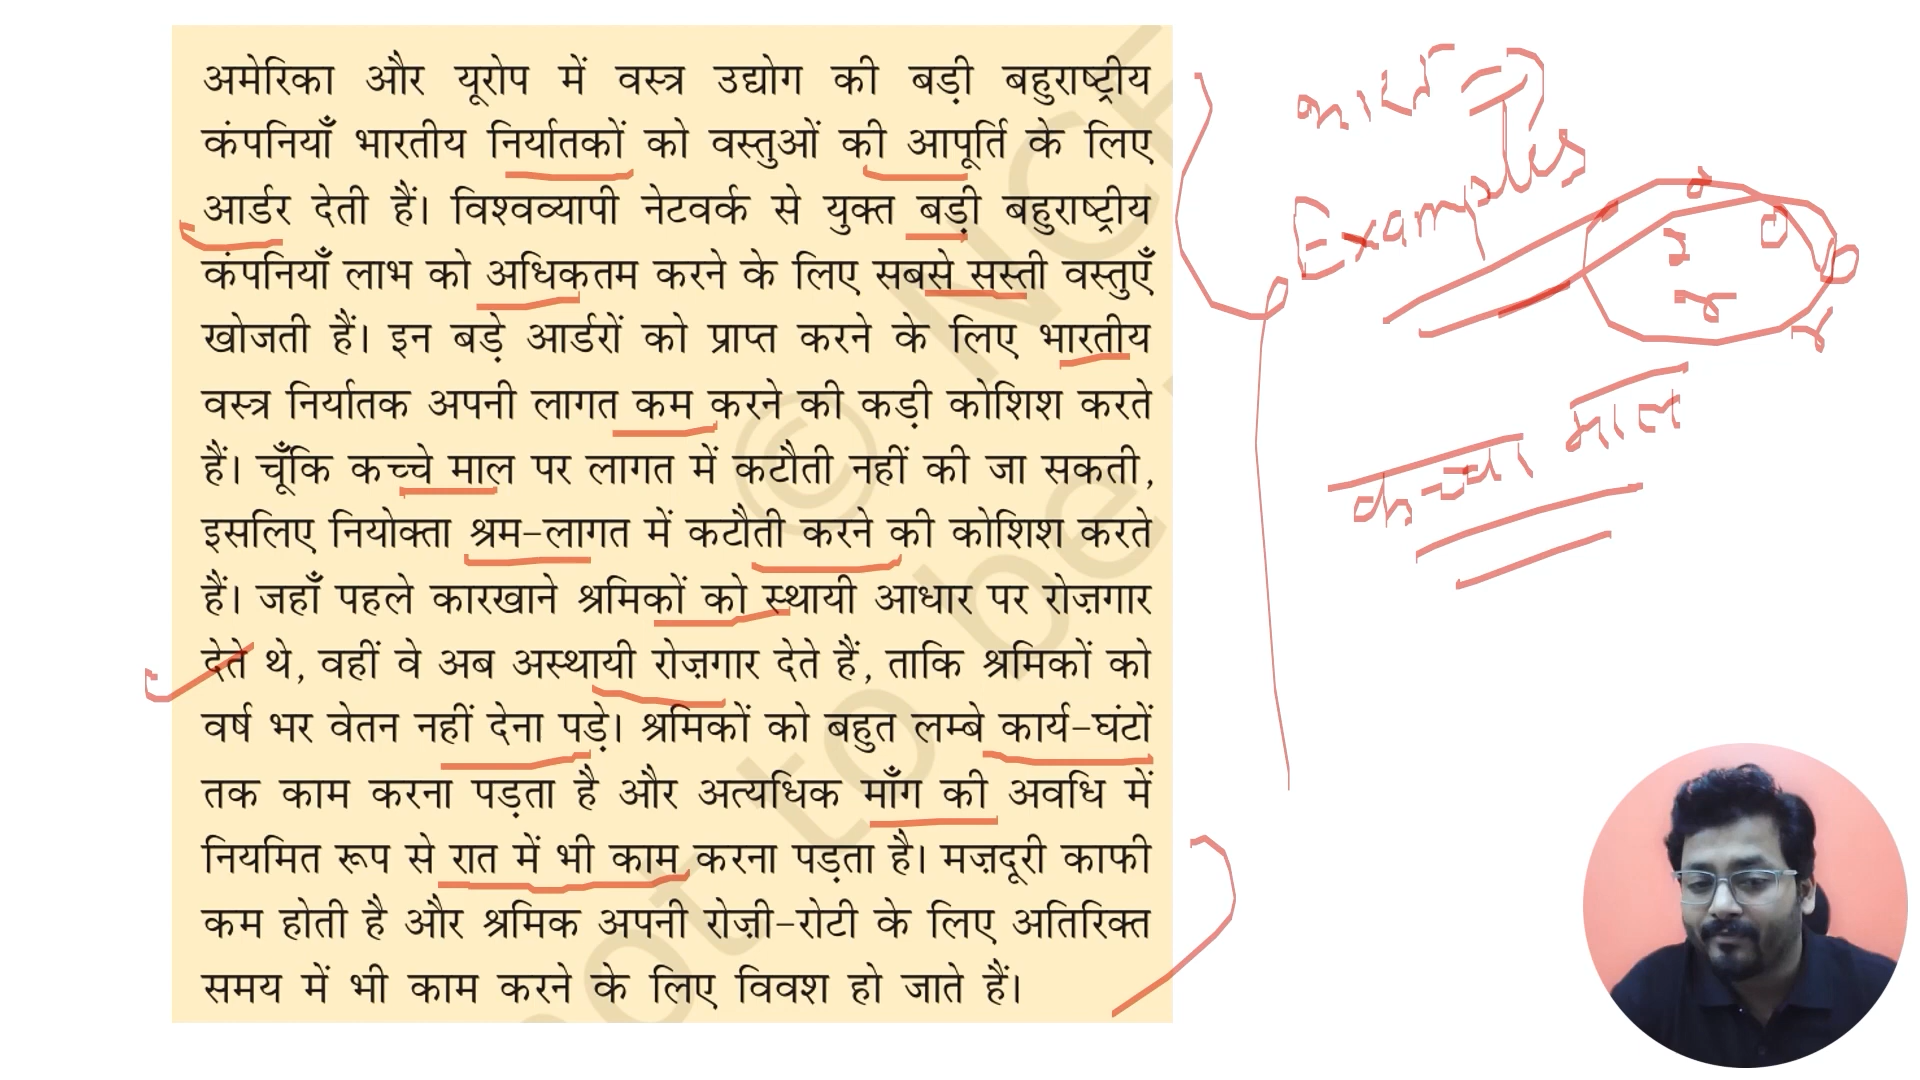 अमेरिका और यूरोप में वस्त्र उद्योग की बड़ी बहुराष्ट्रीय
कंपनियाँ भारतीय निर्यातकों को वस्तुओं की आपूर्ति के लिए
आर्डर देती हैं। विश्वव्यापी नेटवर्क से युक्त बड़ी बहुराष्ट्रीय
कंपनियाँ लाभ को अधिकतम करने के लिए सबसे सस्ती वस्तुएँ
खोजती हैं। इन बड़े आर्डरों को प्राप्त करने के लिए भारतीय
वस्त्र निर्यातक अपनी लागत कम करने की कड़ी कोशिश करते
हैं। चूँकि कच्चे माल पर लागत में कटौती नहीं की जा सकती,
इसलिए नियोक्ता श्रम-लागत में कटौती करने की कोशिश करते
हैं। जहाँ पहले कारखाने श्रमिकों को स्थायी आधार पर रोज़गार
देते थे, वहीं वे अब अस्थायी रोज़गार देते हैं, ताकि श्रमिकों को
वर्ष भर वेतन नहीं देना पड़े। श्रमिकों को बहुत लम्बे कार्य-घंटों
तक काम करना पड़ता है और अत्यधिक माँग की अवधि में
नियमित रूप से रात में भी काम करना पड़ता है। मज़दूरी काफी
कम होती है और श्रमिक अपनी रोज़ी-रोटी के लिए अतिरिक्त
समय में भी काम करने के लिए विवश हो जाते हैं।
Examples
कच्चा माल
© NCE
not to be